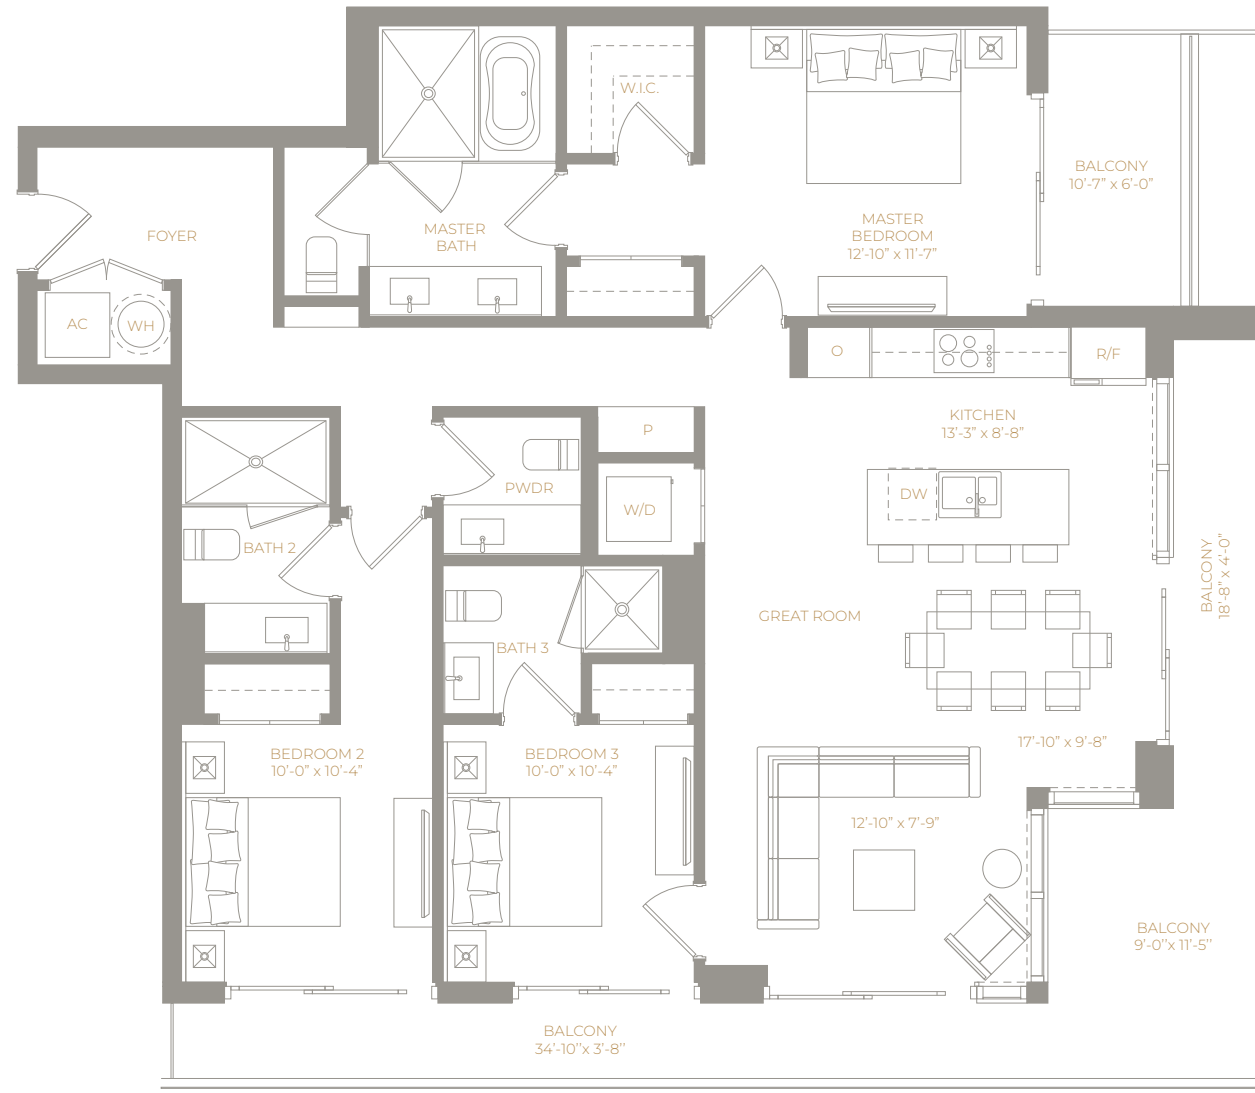 W.I.C.
BALCONY
10'-7" x 6'-0"
MASTER
BEDROOM
12'-10" x 11'-7"
FOYER
MASTER
BATH
AC
WH
O
R/F
KITCHEN
13'-3" x 8'-8"
P
PWDR
DW
W/D
BATH 2
BALCONY
18'-8" x 4'-0"
GREAT ROOM
BATH 3
17'-10" x 9'-8"
BEDROOM 2
10'-0" x 10'-4"
BEDROOM 3
10'-0" x 10'-4"
12'-10" x 7'-9"
BALCONY
9'-0''x 11'-5''
BALCONY
34'-10''x 3'-8''